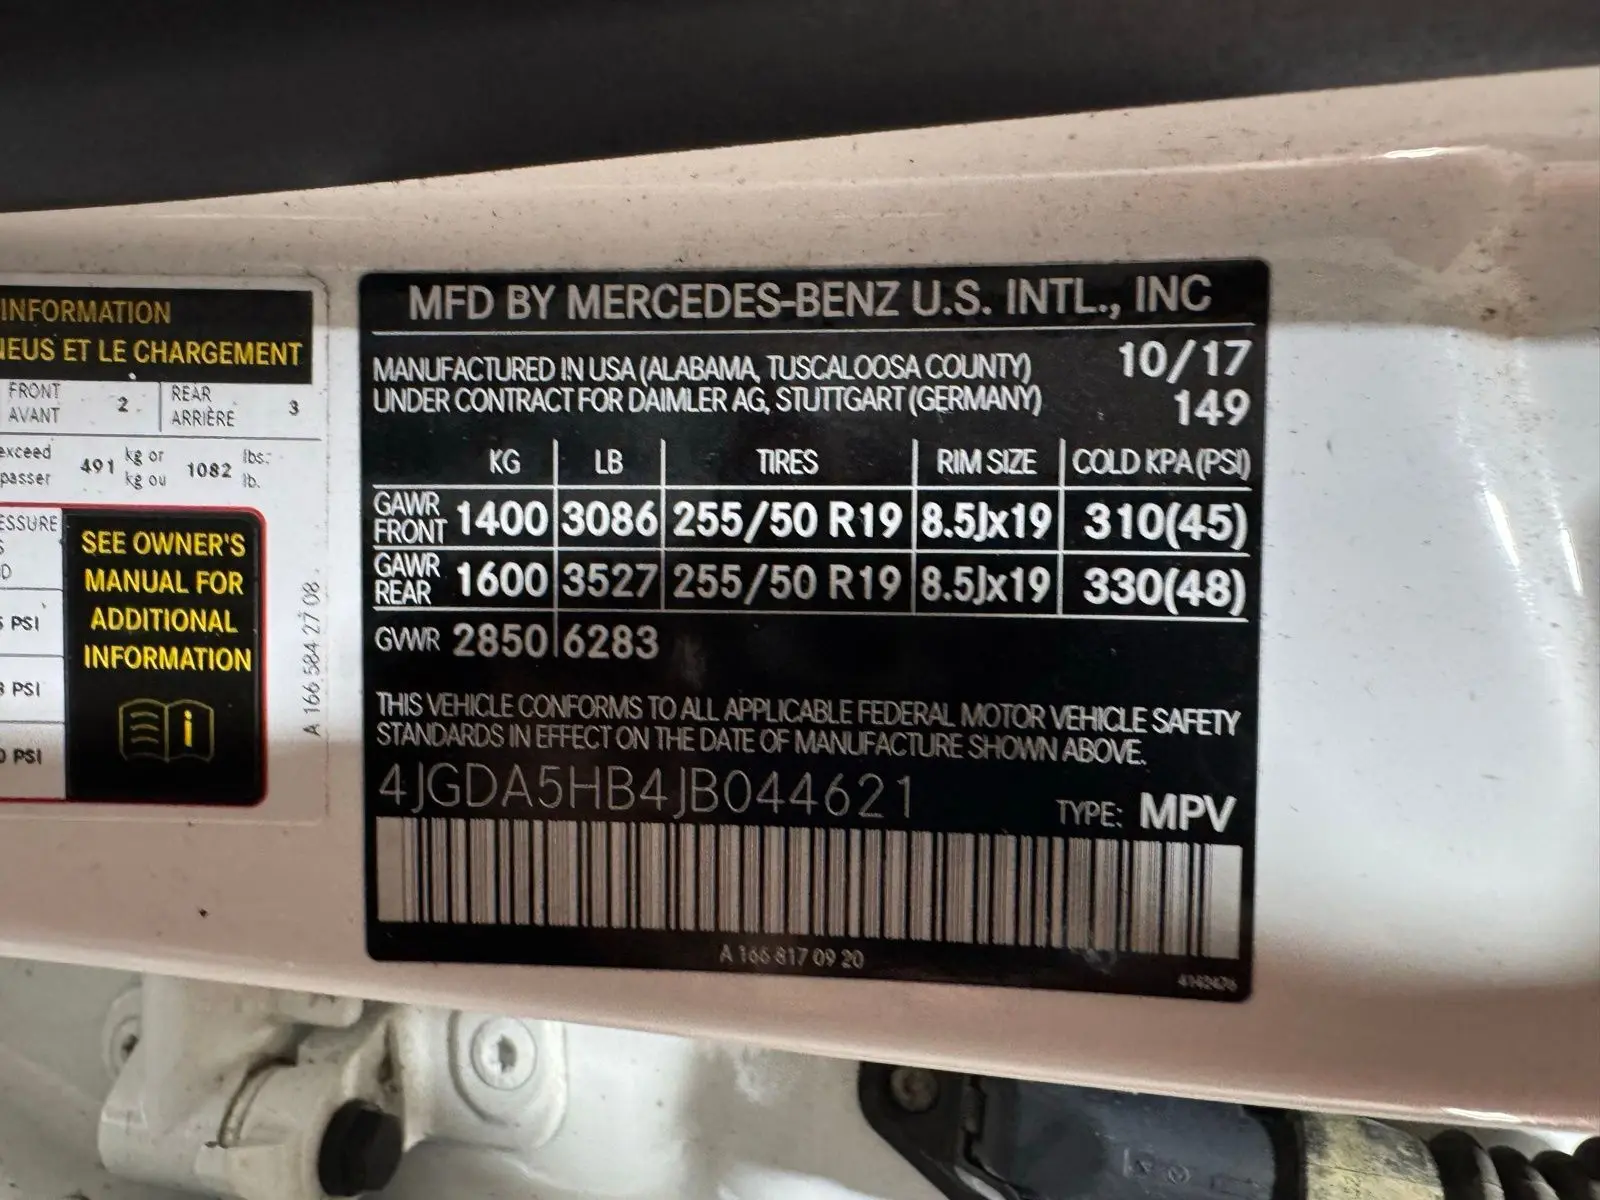 INFORMATION
NEUS ET LE CHARGEMENT
FRONT
AVANT 2
REAR
ARRIÈRE 3
exceed
passer 491 kg or
kg ou 1082 lbs.
lb.
ESSURE
PSI
PSI
0 PSI
SEE OWNER'S
MANUAL FOR
ADDITIONAL
INFORMATION
i
A 166 584 27 08
MFD BY MERCEDES-BENZ U.S. INTL., INC
MANUFACTURED IN USA (ALABAMA, TUSCALOOSA COUNTY) 10/17
UNDER CONTRACT FOR DAIMLER AG, STUTTGART (GERMANY) 149
KG LB TIRES RIM SIZE COLD KPA (PSI)
GAWR
FRONT 1400 3086 255/50 R19 8.5Jx19 310(45)
GAWR
REAR 1600 3527 255/50 R19 8.5Jx19 330(48)
GVWR 2850 6283
THIS VEHICLE CONFORMS TO ALL APPLICABLE FEDERAL MOTOR VEHICLE SAFETY
STANDARDS IN EFFECT ON THE DATE OF MANUFACTURE SHOWN ABOVE.
4JGDA5HB4JB044621 TYPE: MPV
A 166 817 09 20